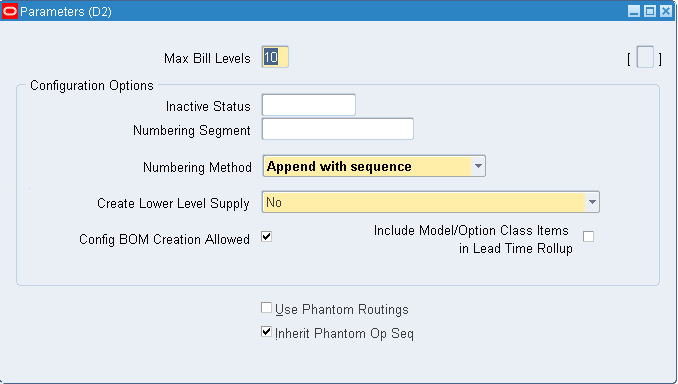 Parameters (D2)
Max Bill Levels 10 [ ]
Configuration Options
Inactive Status
Numbering Segment
Numbering Method Append with sequence
Create Lower Level Supply No
Config BOM Creation Allowed
Include Model/Option Class Items
in Lead Time Rollup
Use Phantom Routings
Inherit Phantom Op Seq